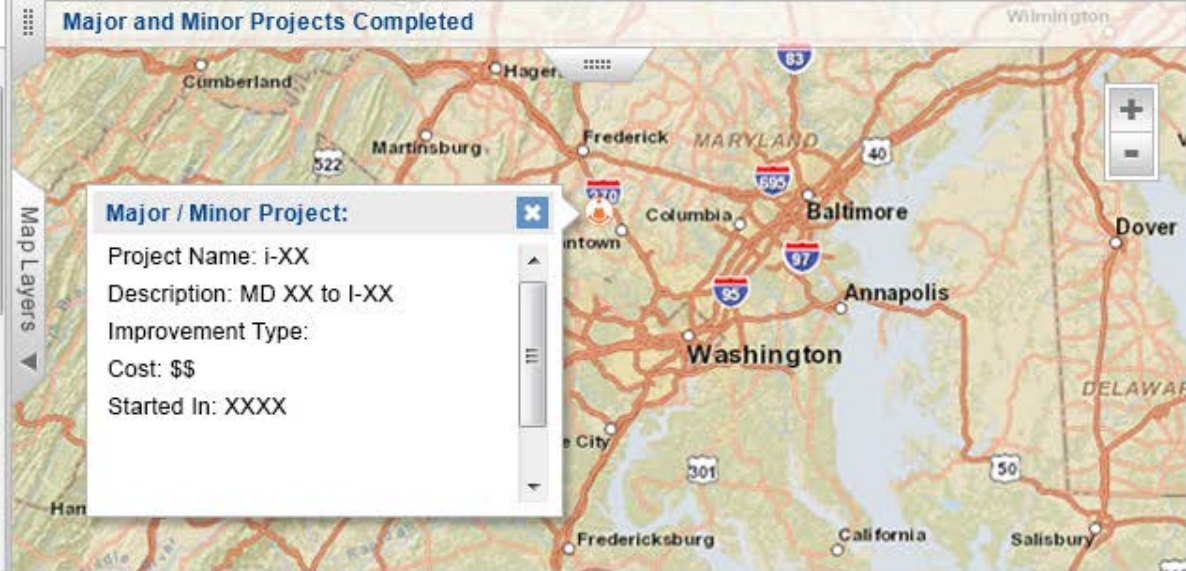 Major and Minor Projects Completed
Wilmington
83
Cumberland
Hager
Frederick
MARYLAND
40
Martinsburg
522
270
695
Major / Minor Project:
Columbia
Baltimore
Dover
ntown
Project Name: i-XX
97
Description: MD XX to I-XX
95
Annapolis
Improvement Type:
Washington
Cost: $$
DELAWAR
Started In: XXXX
Map Layers
e City
301
50
Han
Fredericksburg
California
Salisbury